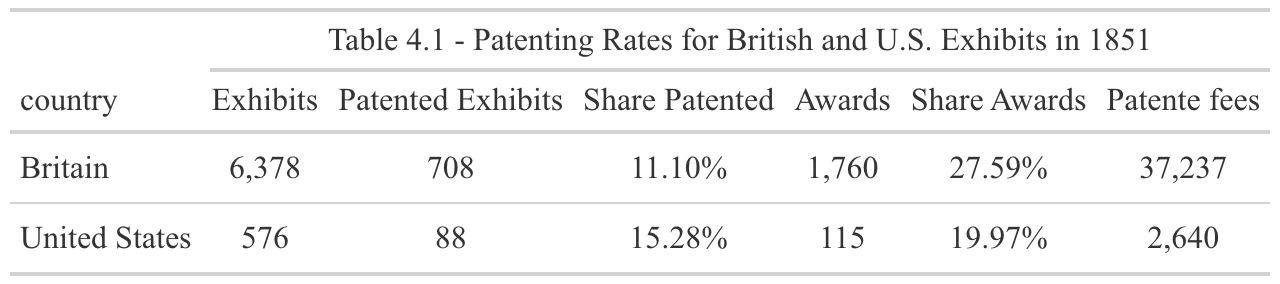 Table 4.1 - Patenting Rates for British and U.S. Exhibits in 1851
country Exhibits Patented Exhibits Share Patented Awards Share Awards Patente fees
Britain 6,378 708 11.10% 1,760 27.59% 37,237
United States 576 88 15.28% 115 19.97% 2,640